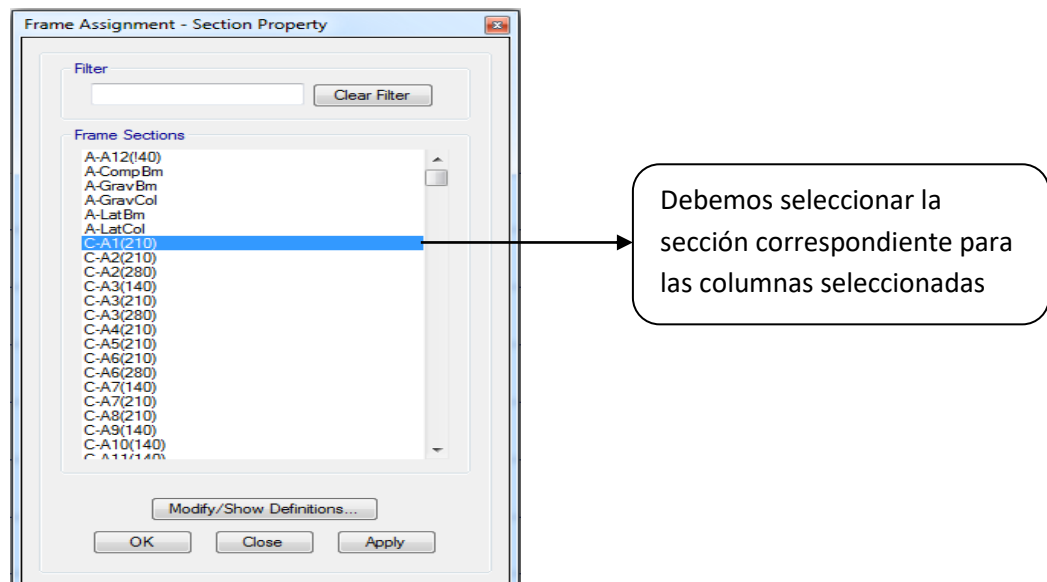 Frame Assignment - Section Property
Filter
Clear Filter
Frame Sections
A-A12(!40)
A-CompBm
A-GravBm
A-GravCol
A-LatBm
A-LatCol
C-A1(210)
C-A2(210)
C-A2(280)
C-A3(140)
C-A3(210)
C-A3(280)
C-A4(210)
C-A5(210)
C-A6(210)
C-A6(280)
C-A7(140)
C-A7(210)
C-A8(210)
C-A9(140)
C-A10(140)
C-A11(140)
Modify/Show Definitions...
OK Close Apply
Debemos seleccionar la
sección correspondiente para
las columnas seleccionadas